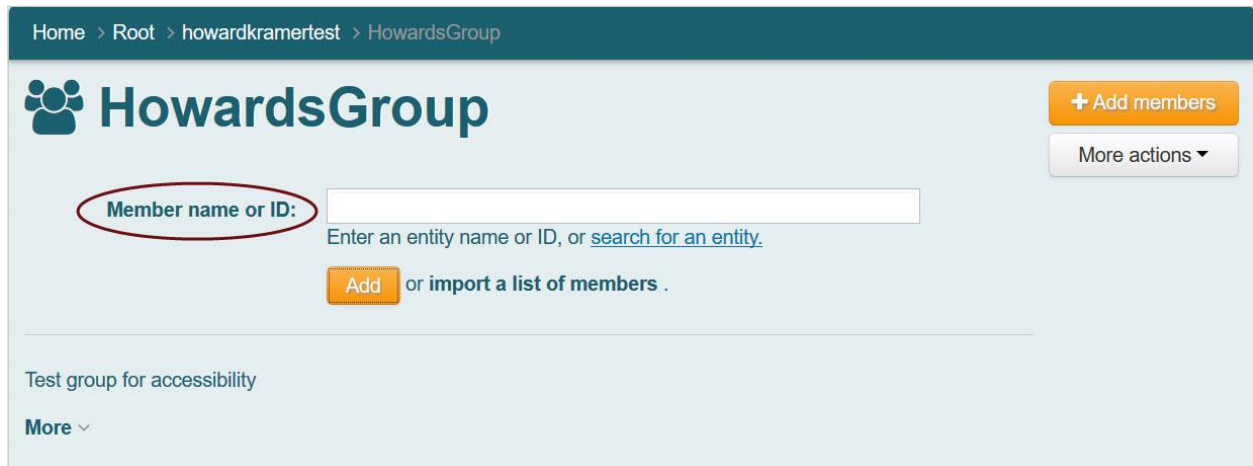 Home > Root > howardkramertest > HowardsGroup
HowardsGroup
+ Add members
More actions
Member name or ID:
Enter an entity name or ID, or search for an entity.
Add or import a list of members .
Test group for accessibility
More